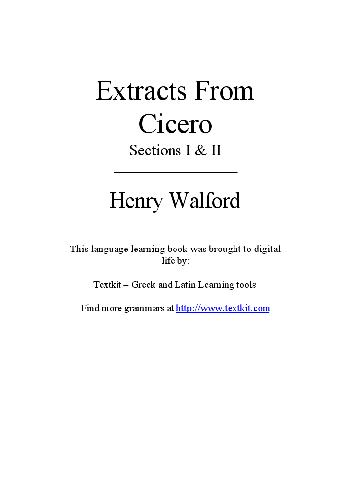 Extracts From
Cicero
Sections I & II
Henry Walford
This language learning book was brought to digital
life by:
Textkit – Greek and Latin Learning tools
Find more grammars at http://www.textkit.com